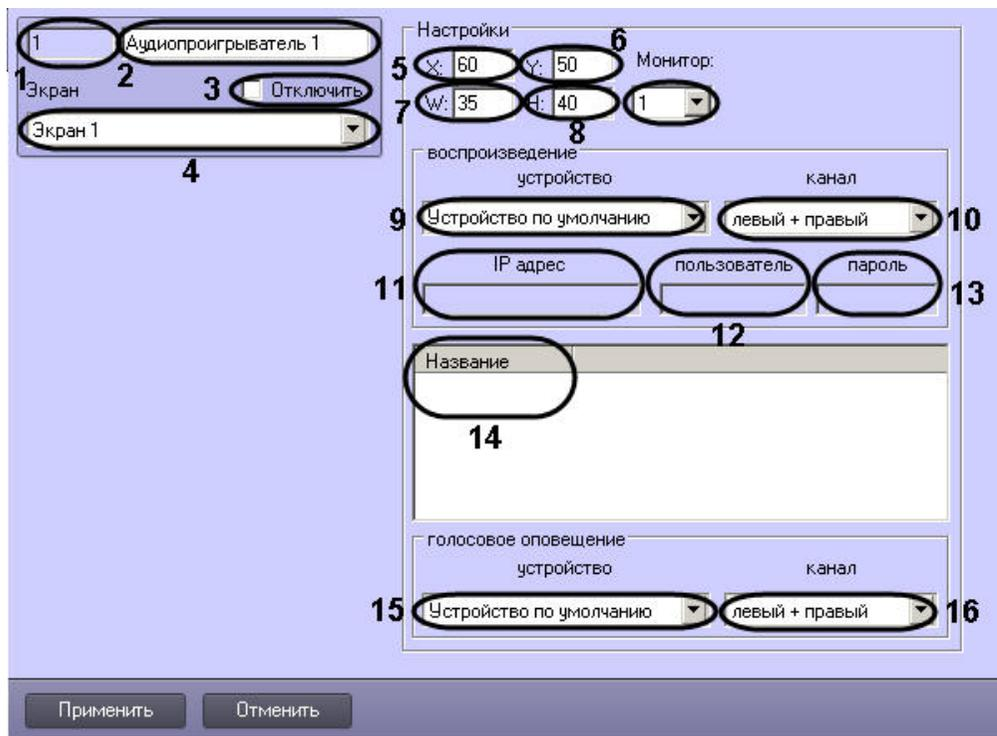 1 Аудиопроигрыватель 1
1 2
Экран 3 Отключить
Экран 1
4
Настройки 6
5 X: 60 Y: 50 Монитор:
7 W: 35 H: 40 1
8
воспроизведение
устройство канал
9 Устройство по умолчанию левый + правый 10
IP адрес пользователь пароль
11 13
12
Название
14
голосовое оповещение
устройство канал
15 Устройство по умолчанию левый + правый 16
Применить Отменить